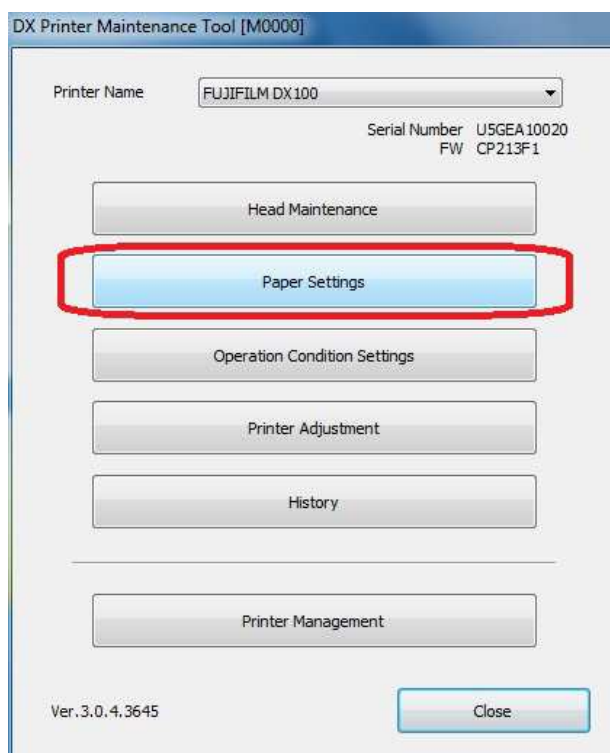 DX Printer Maintenance Tool [M0000]
Printer Name FUJIFILM DX100
Serial Number U5GEA10020
FW CP213F1
Head Maintenance
Paper Settings
Operation Condition Settings
Printer Adjustment
History
Printer Management
Ver.3.0.4.3645 Close